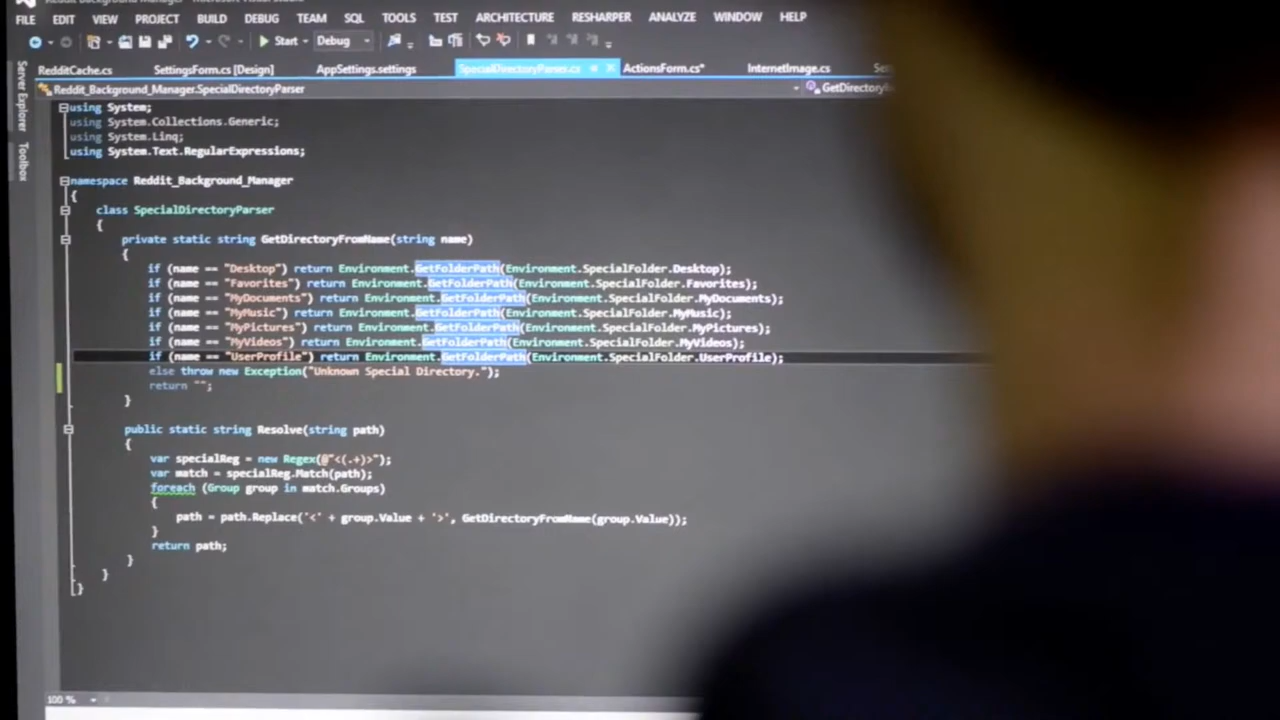 FILE EDIT VIEW PROJECT BUILD DEBUG TEAM SQL TOOLS TEST ARCHITECTURE RESHARPER ANALYZE WINDOW HELP
Start Debug
RedditCache.cs SettingsForm.cs [Design] AppSettings.settings SpecialDirectoryParser.cs ActionsForm.cs* InternetImage.cs
Reddit_Background_Manager.SpecialDirectoryParser
Server Explorer
Toolbox
using System;
using System.Collections.Generic;
using System.Linq;
using System.Text.RegularExpressions;
namespace Reddit_Background_Manager
{
class SpecialDirectoryParser
{
private static string GetDirectoryFromName(string name)
{
if (name == "Desktop") return Environment.GetFolderPath(Environment.SpecialFolder.Desktop);
if (name == "Favorites") return Environment.GetFolderPath(Environment.SpecialFolder.Favorites);
if (name == "MyDocuments") return Environment.GetFolderPath(Environment.SpecialFolder.MyDocuments);
if (name == "MyMusic") return Environment.GetFolderPath(Environment.SpecialFolder.MyMusic);
if (name == "MyPictures") return Environment.GetFolderPath(Environment.SpecialFolder.MyPictures);
if (name == "MyVideos") return Environment.GetFolderPath(Environment.SpecialFolder.MyVideos);
if (name == "UserProfile") return Environment.GetFolderPath(Environment.SpecialFolder.UserProfile);
else throw new Exception("Unknown Special Directory.");
return "";
}
public static string Resolve(string path)
{
var specialReg = new Regex(@"<(.+)>");
var match = specialReg.Match(path);
foreach (Group group in match.Groups)
{
path = path.Replace('<' + group.Value + '>', GetDirectoryFromName(group.Value));
}
return path;
}
}
}
100 %